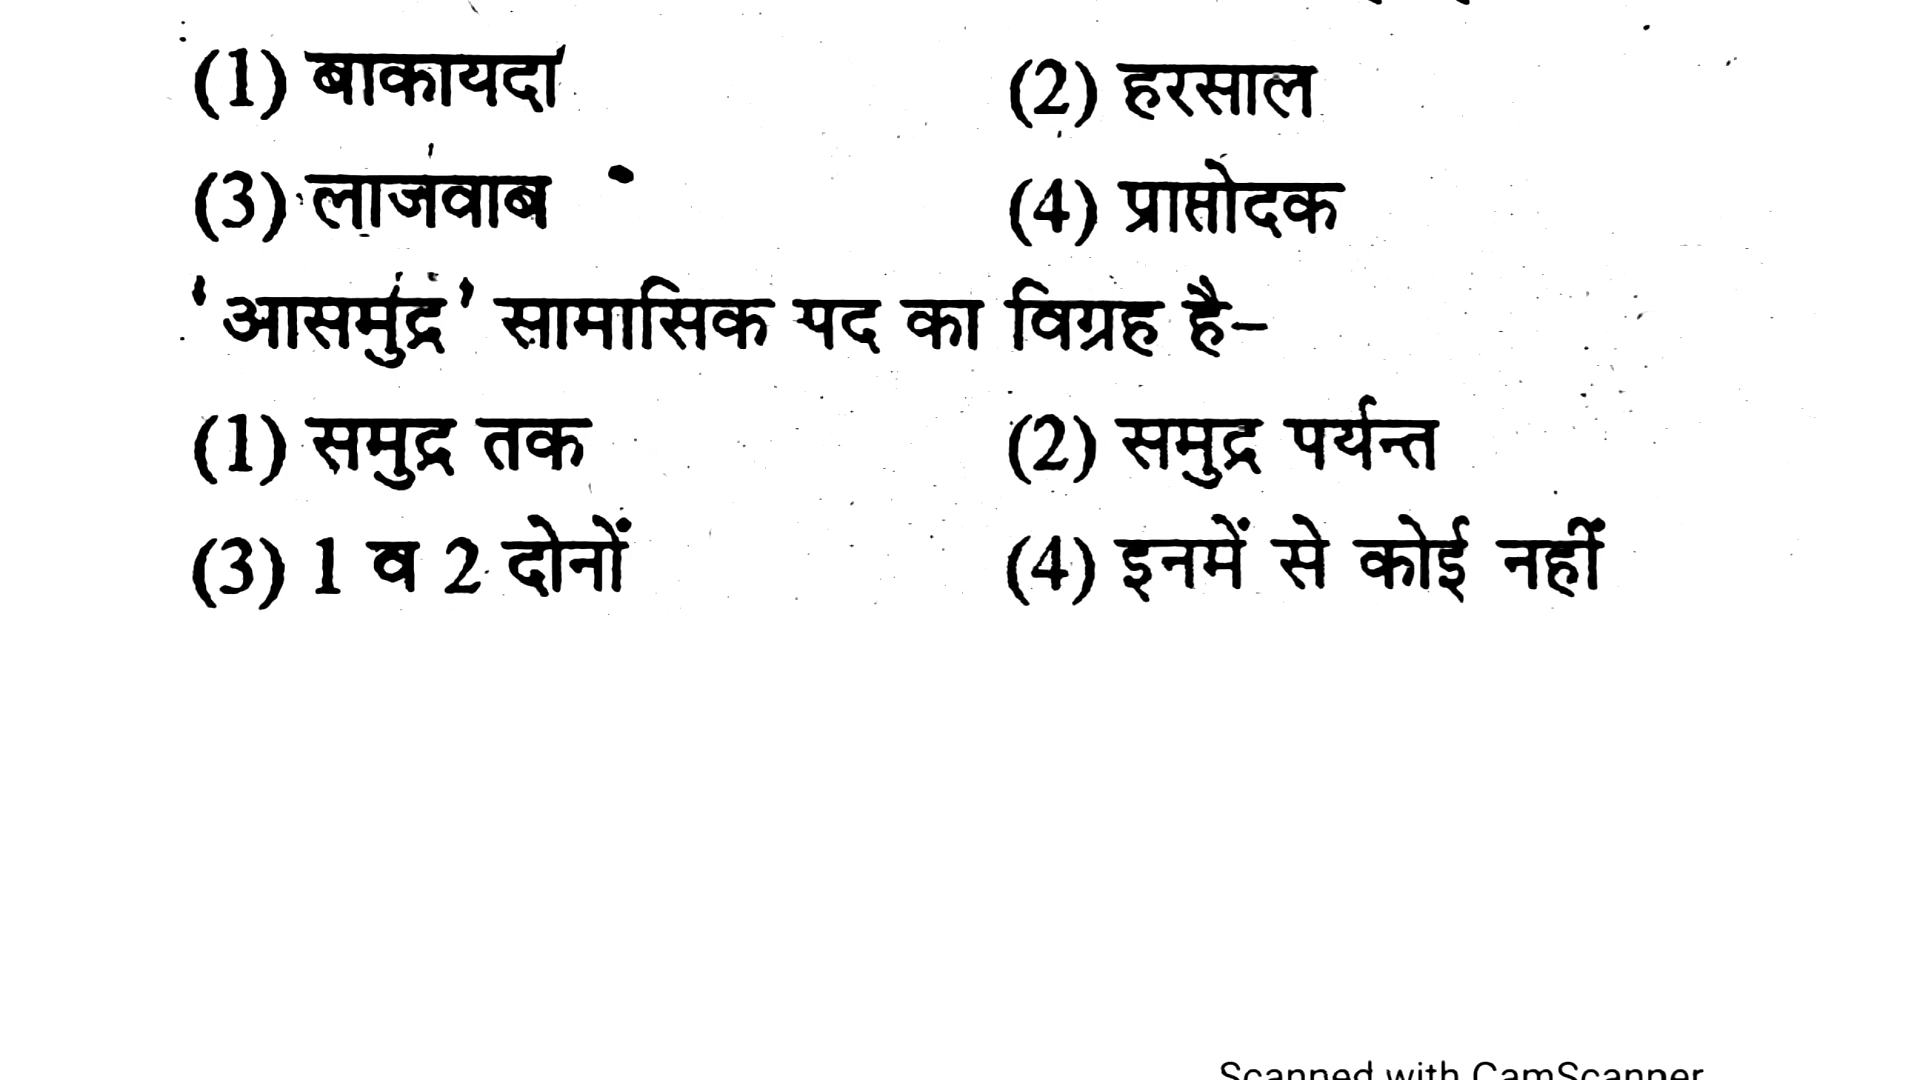 (1) बाकायदा (2) हरसाल
(3) लाजवाब (4) प्राप्तोदक
'आसमुद्र' सामासिक पद का विग्रह है–
(1) समुद्र तक (2) समुद्र पर्यन्त
(3) 1 व 2 दोनों (4) इनमें से कोई नहीं
Scanned with CamScanner